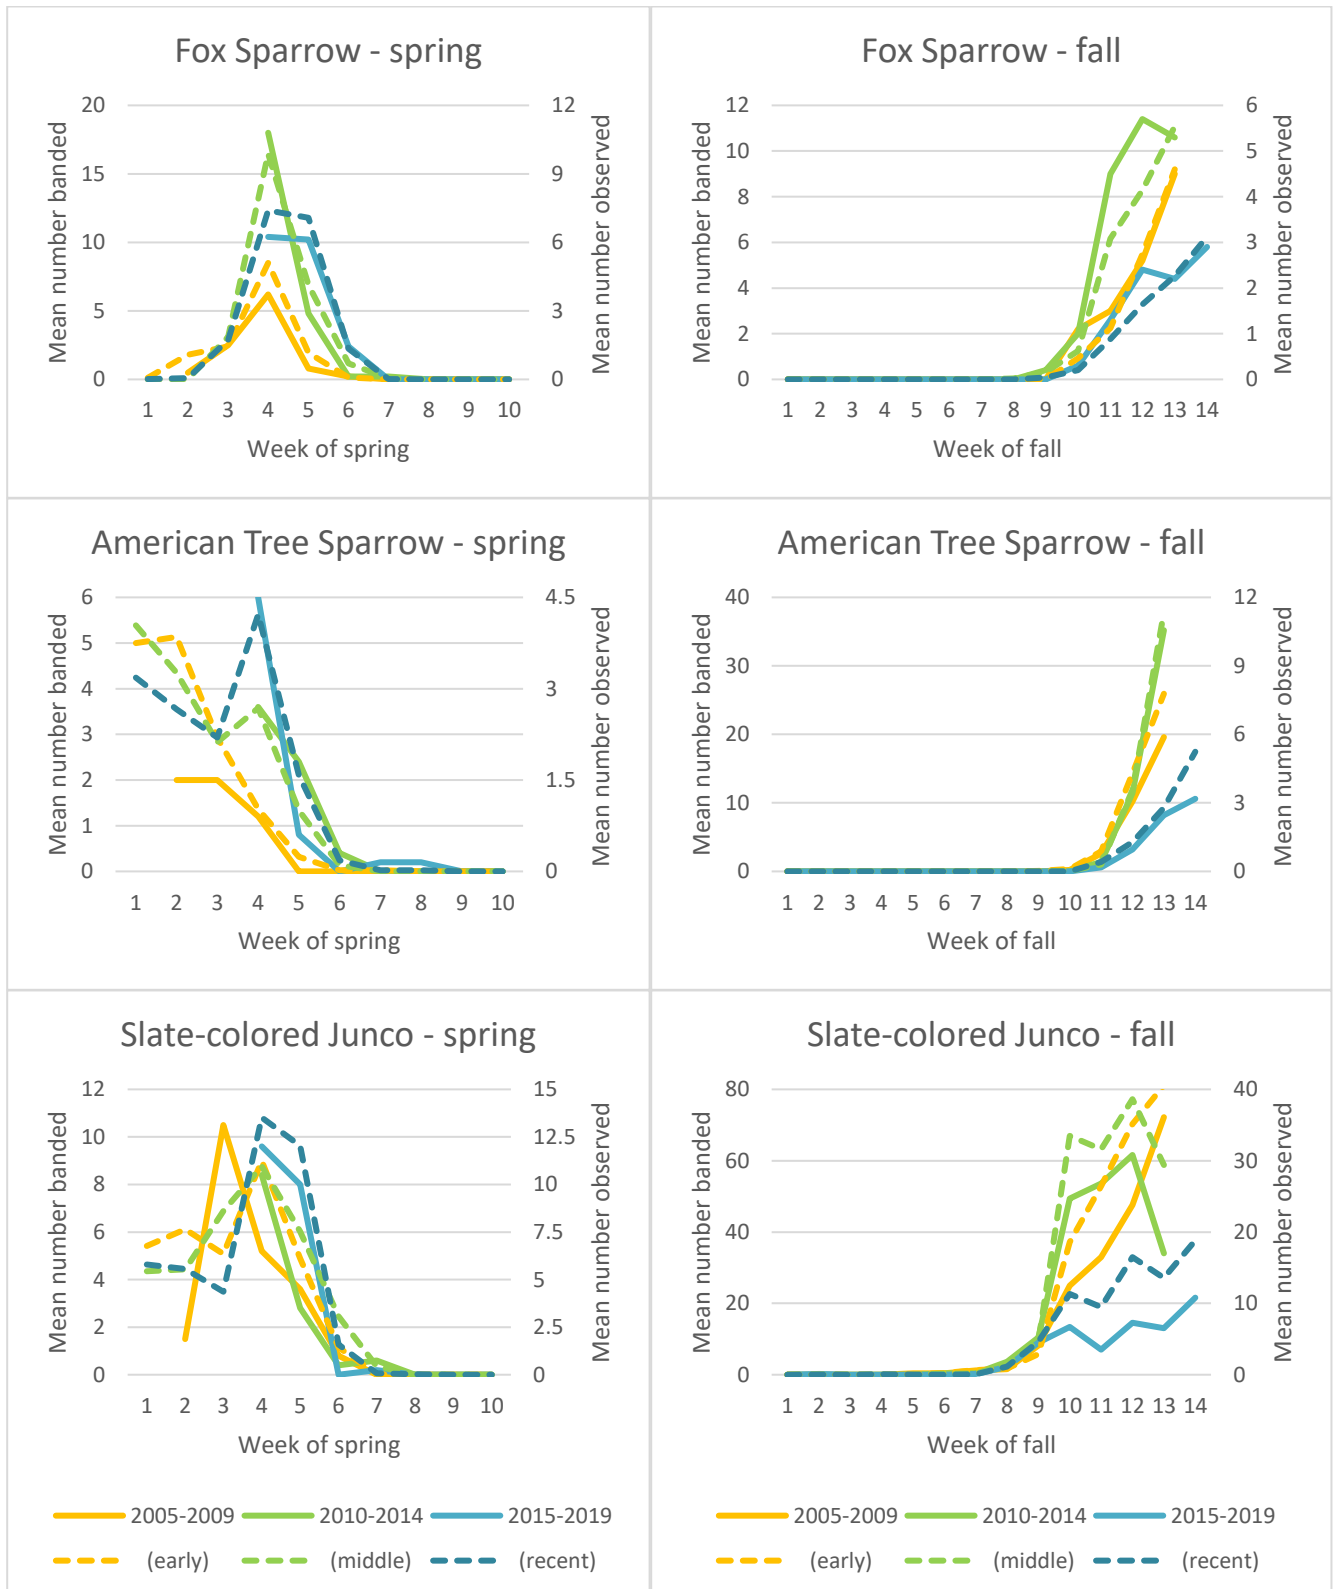 Fox Sparrow - spring
Mean number banded
20
15
10
5
0
12
9
6
3
0
Mean number observed
1 2 3 4 5 6 7 8 9 10
Week of spring
Fox Sparrow - fall
Mean number banded
12
10
8
6
4
2
0
6
5
4
3
2
1
0
Mean number observed
1 2 3 4 5 6 7 8 9 10 11 12 13 14
Week of fall
American Tree Sparrow - spring
Mean number banded
6
5
4
3
2
1
0
4.5
3
1.5
0
Mean number observed
1 2 3 4 5 6 7 8 9 10
Week of spring
American Tree Sparrow - fall
Mean number banded
40
30
20
10
0
12
9
6
3
0
Mean number observed
1 2 3 4 5 6 7 8 9 10 11 12 13 14
Week of fall
Slate-colored Junco - spring
Mean number banded
12
10
8
6
4
2
0
15
12.5
10
7.5
5
2.5
0
Mean number observed
1 2 3 4 5 6 7 8 9 10
Week of spring
2005-2009 2010-2014 2015-2019
(early) (middle) (recent)
Slate-colored Junco - fall
Mean number banded
80
60
40
20
0
40
30
20
10
0
Mean number observed
1 2 3 4 5 6 7 8 9 10 11 12 13 14
Week of fall
2005-2009 2010-2014 2015-2019
(early) (middle) (recent)